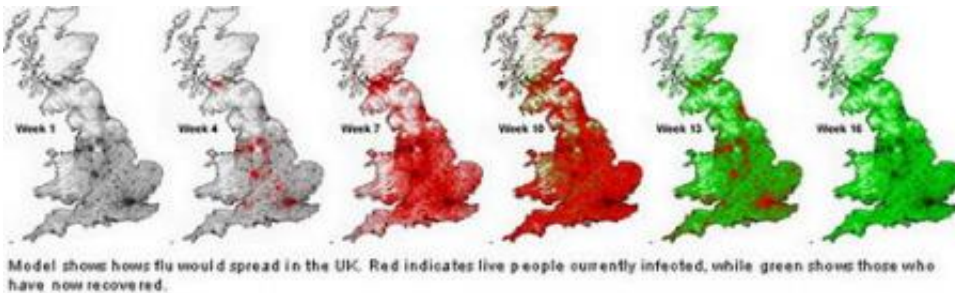 Week 1
Week 4
Week 7
Week 10
Week 13
Week 16
Model shows hows flu would spread in the UK. Red indicates live people currently infected, while green shows those who
have now recovered.